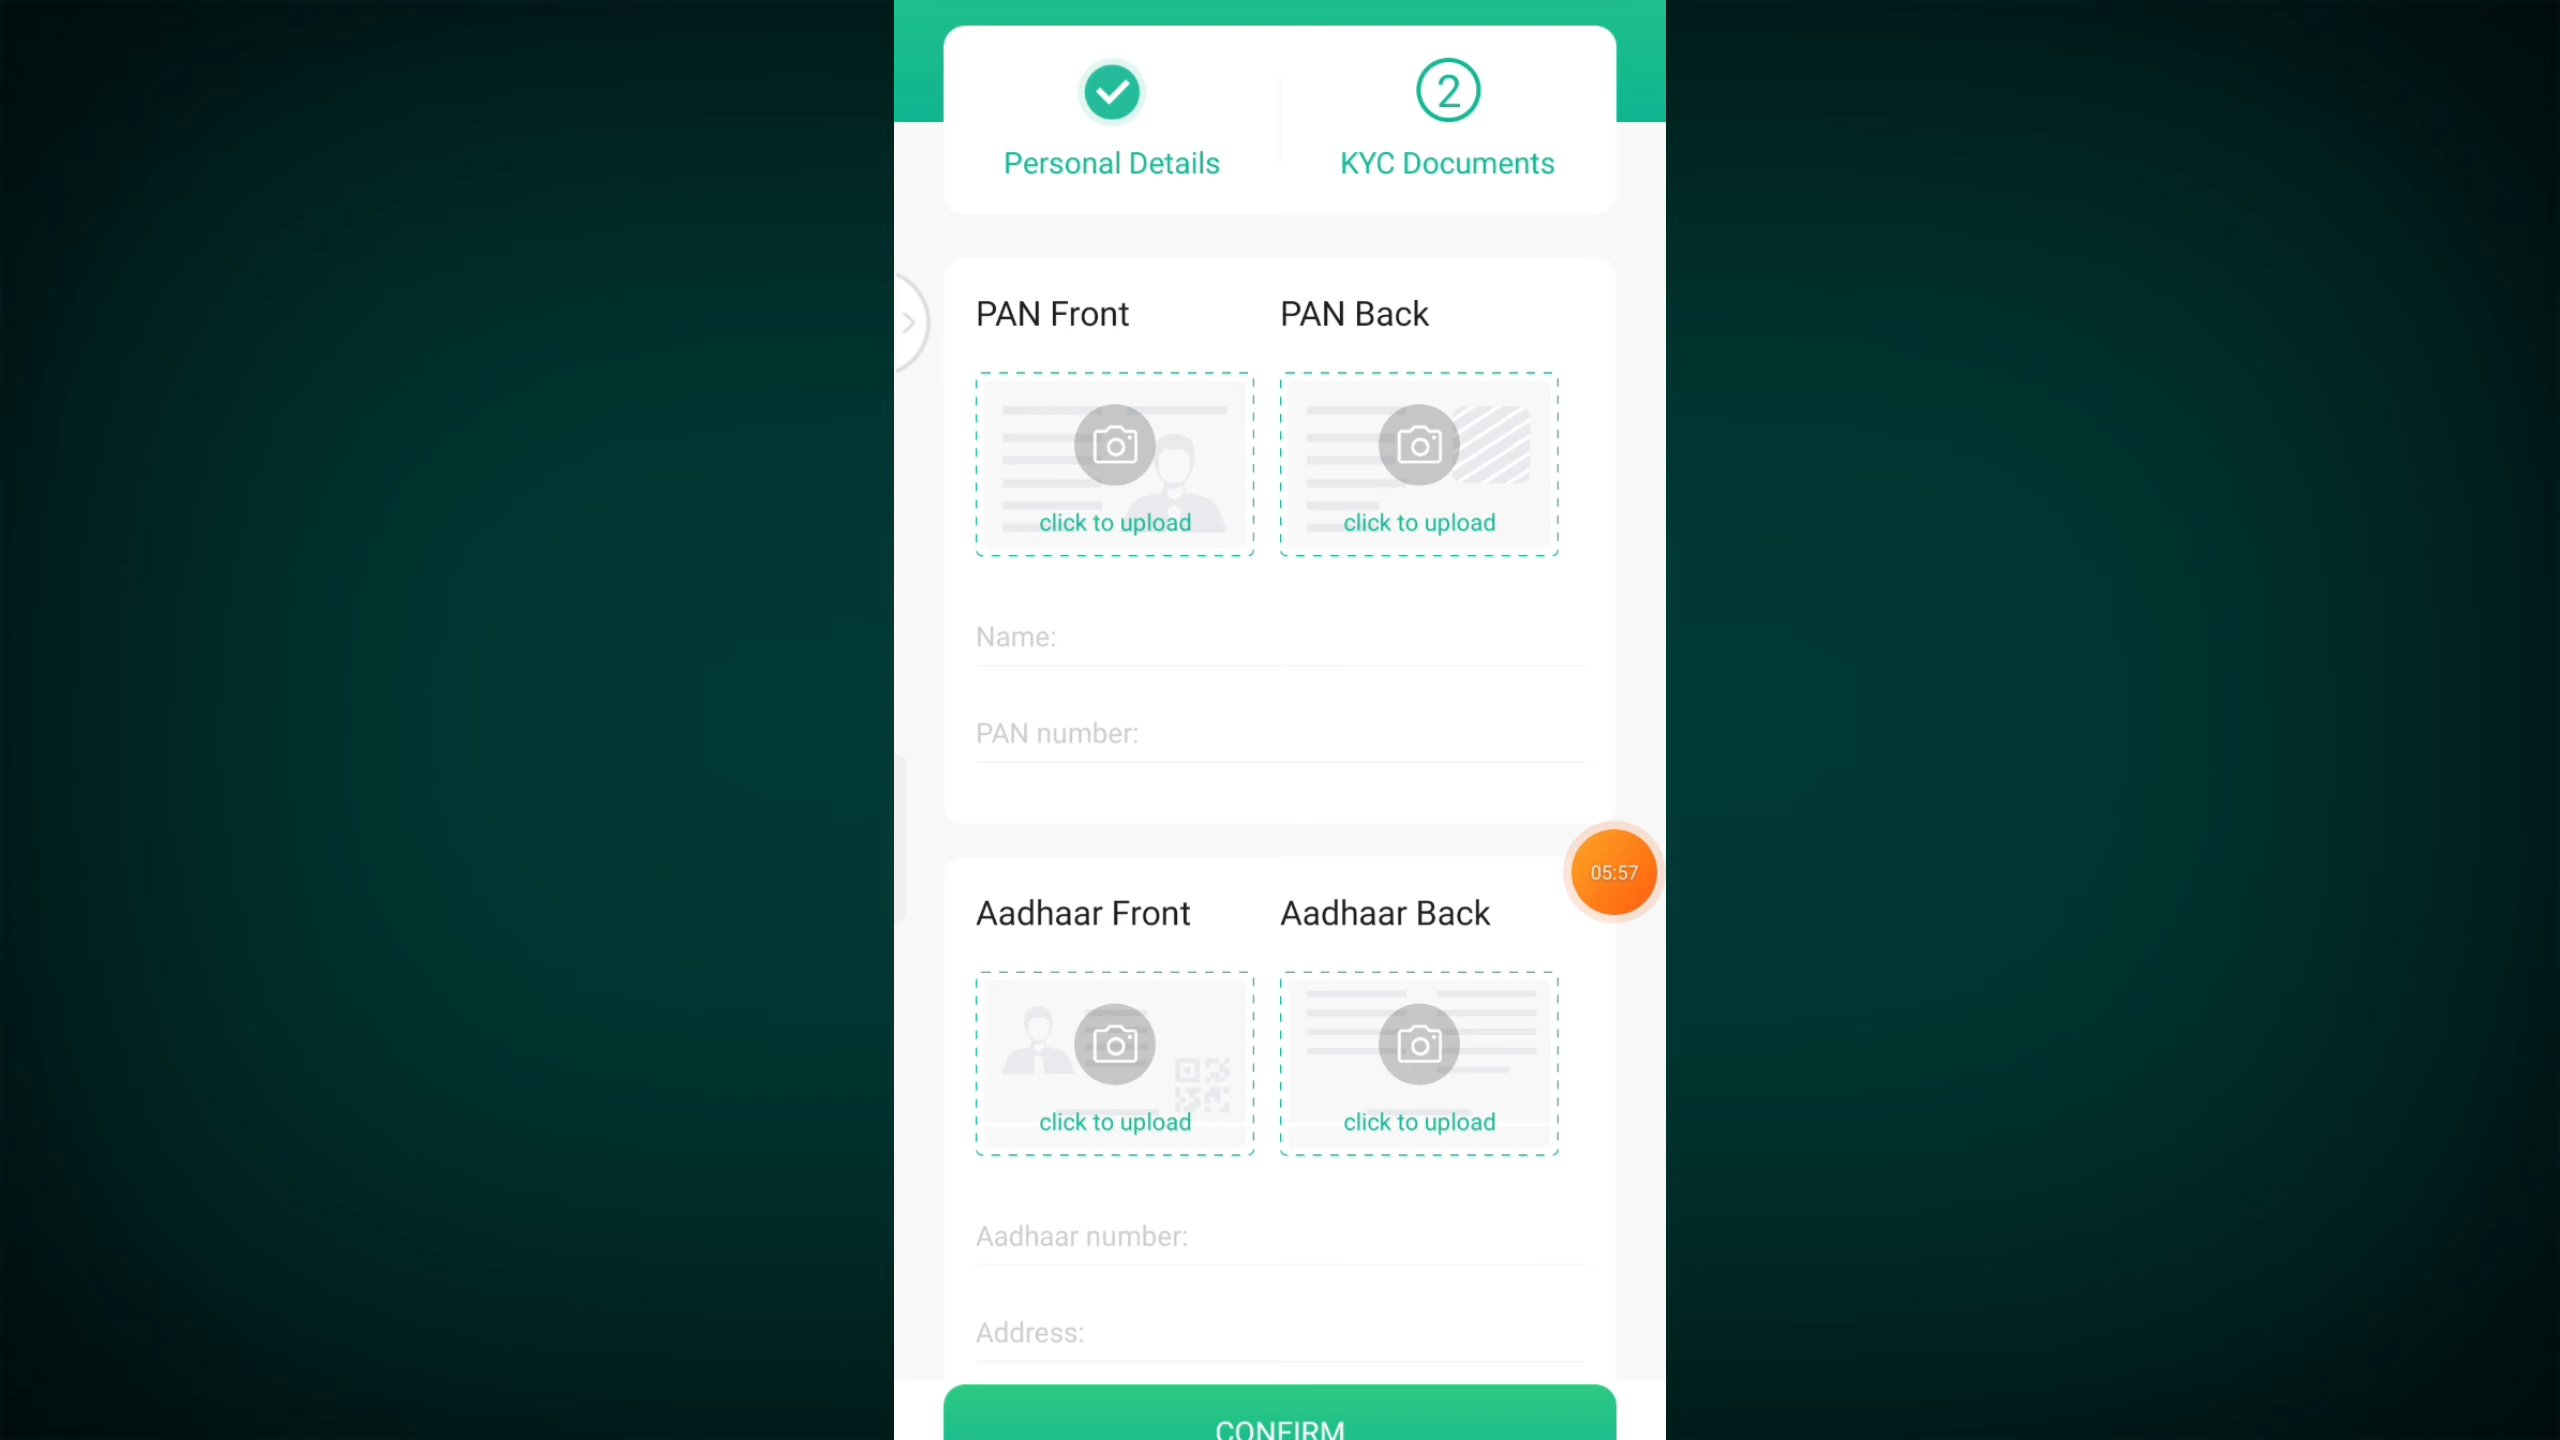 2
Personal Details
KYC Documents
PAN Front
PAN Back
click to upload
click to upload
Name:
PAN number:
05:57
Aadhaar Front
Aadhaar Back
click to upload
click to upload
Aadhaar number:
Address:
CONFIRM